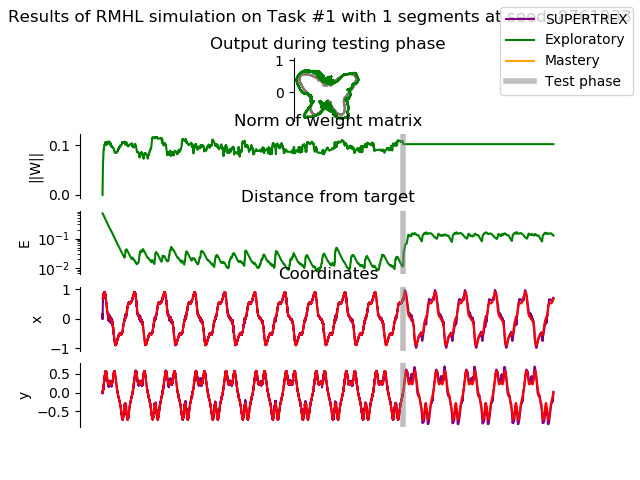 Results of RMHL simulation on Task #1 with 1 segments at
SUPERTREX
Exploratory
Mastery
Test phase
Output during testing phase
1
0
Norm of weight matrix
||W||
0.1
0.0
Distance from target
E
10⁻¹
10⁻²
Coordinates
x
1
0
−1
y
0.5
0.0
−0.5